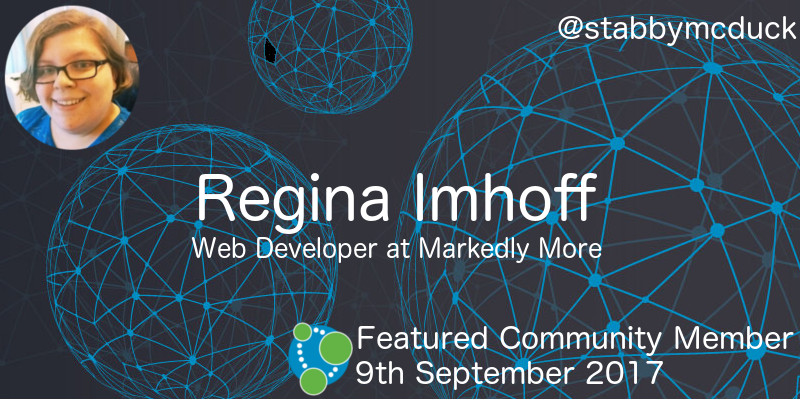 @stabbymcduck
Regina Imhoff
Web Developer at Markedly More
Featured Community Member
9th September 2017